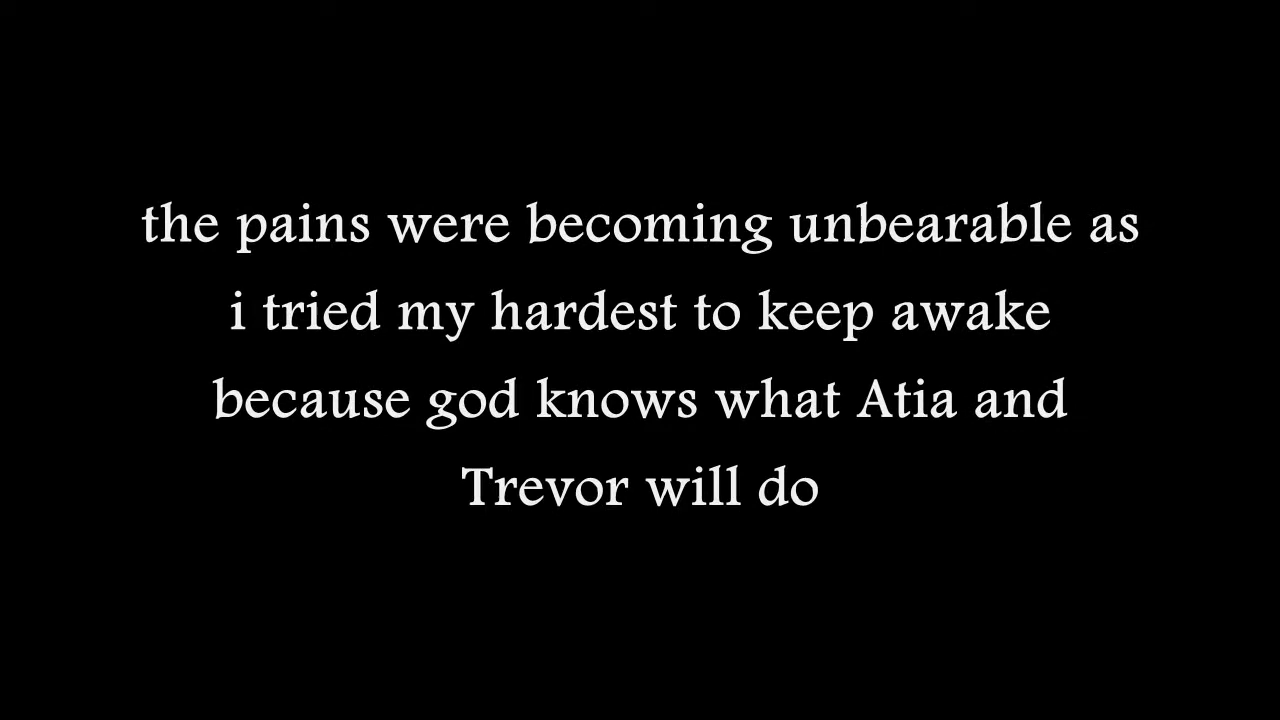 the pains were becoming unbearable as
i tried my hardest to keep awake
because god knows what Atia and
Trevor will do